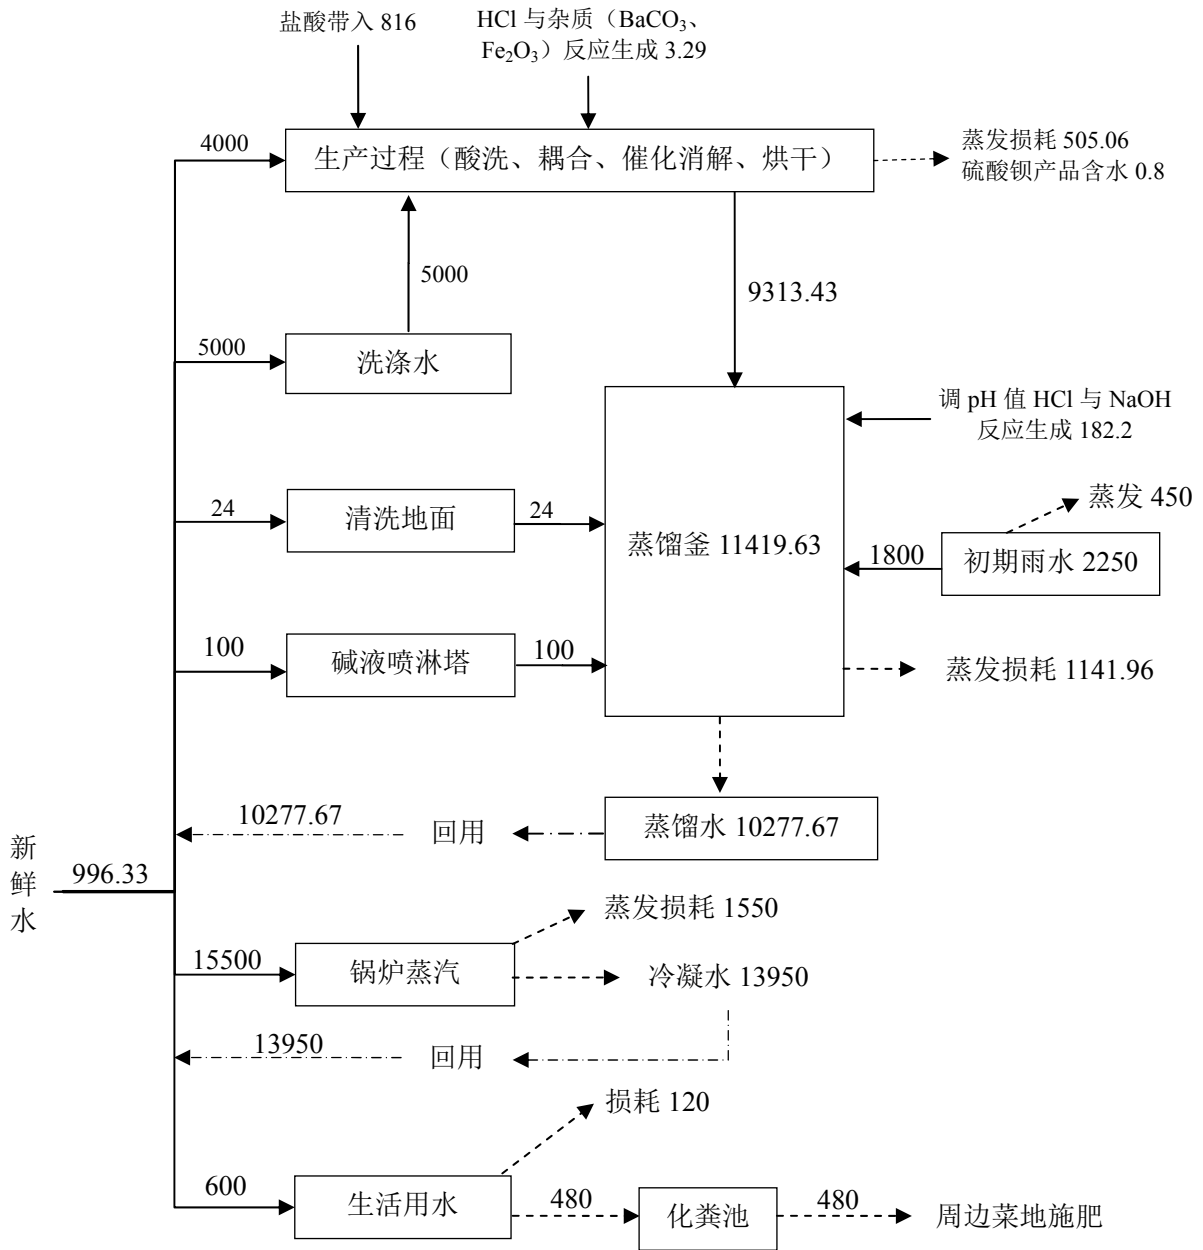 盐酸带入 816
HCl 与杂质（BaCO₃、
Fe₂O₃）反应生成 3.29
4000
生产过程（酸洗、耦合、催化消解、烘干）
蒸发损耗 505.06
硫酸钡产品含水 0.8
5000
9313.43
5000
洗涤水
调 pH 值 HCl 与 NaOH
反应生成 182.2
24
清洗地面
24
蒸馏釜 11419.63
蒸发 450
1800
初期雨水 2250
100
碱液喷淋塔
100
蒸发损耗 1141.96
10277.67
回用
蒸馏水 10277.67
新
鲜
水
996.33
蒸发损耗 1550
15500
锅炉蒸汽
冷凝水 13950
13950
回用
损耗 120
600
生活用水
480
化粪池
480
周边菜地施肥